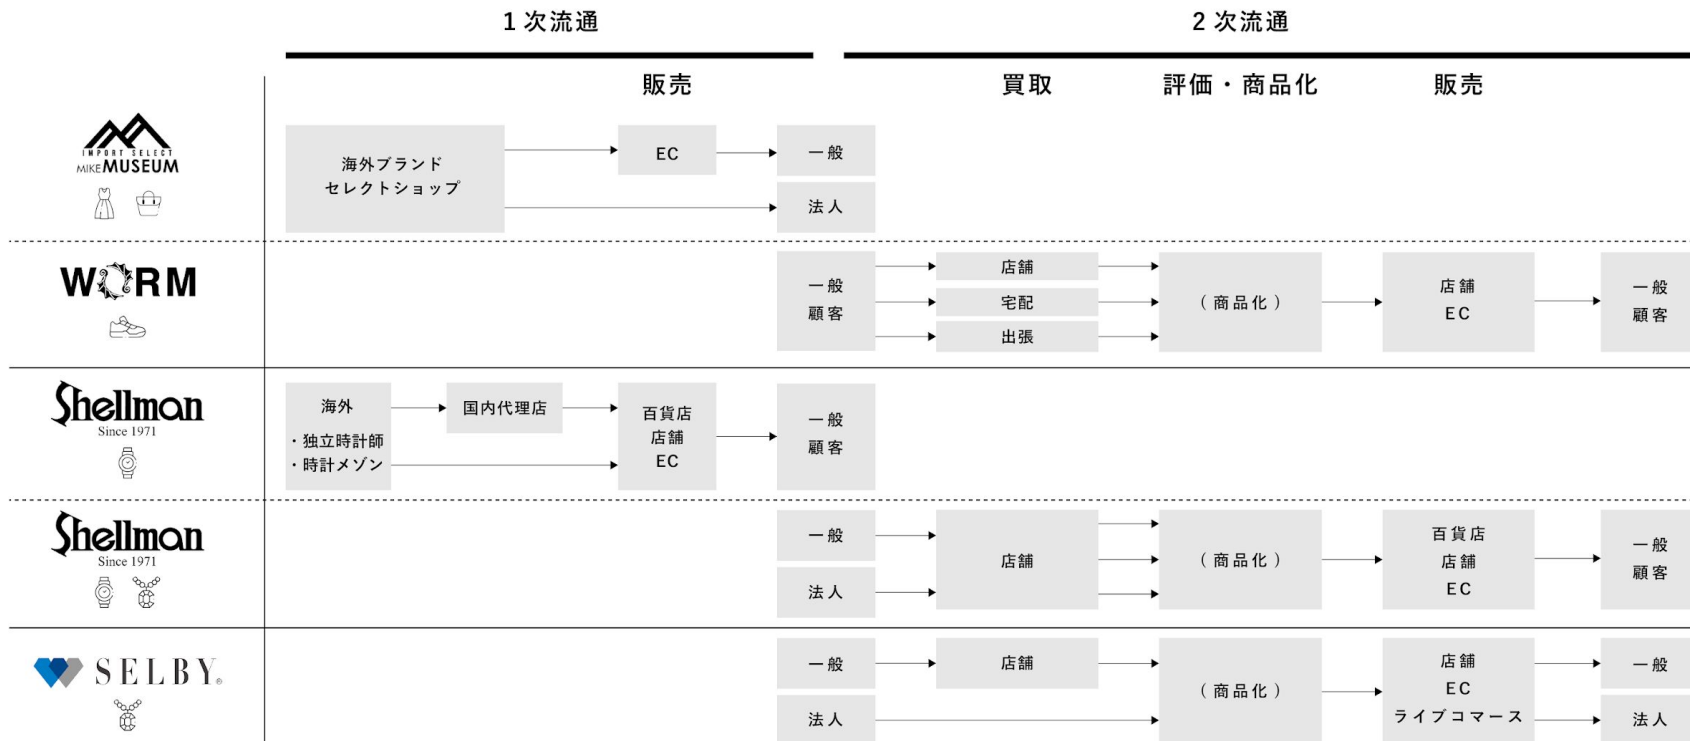 1次流通
2次流通
販売
買取
評価・商品化
販売
IMPORT SELECT
MIKE MUSEUM
海外ブランド
セレクトショップ
EC
一般
法人
WORM
一般
顧客
店舗
宅配
出張
(商品化)
店舗
EC
一般
顧客
Shellman
Since 1971
海外
・独立時計師
・時計メゾン
国内代理店
百貨店
店舗
EC
一般
顧客
Shellman
Since 1971
一般
法人
店舗
(商品化)
百貨店
店舗
EC
一般
顧客
SELBY®
一般
法人
店舗
(商品化)
店舗
EC
ライブコマース
一般
法人